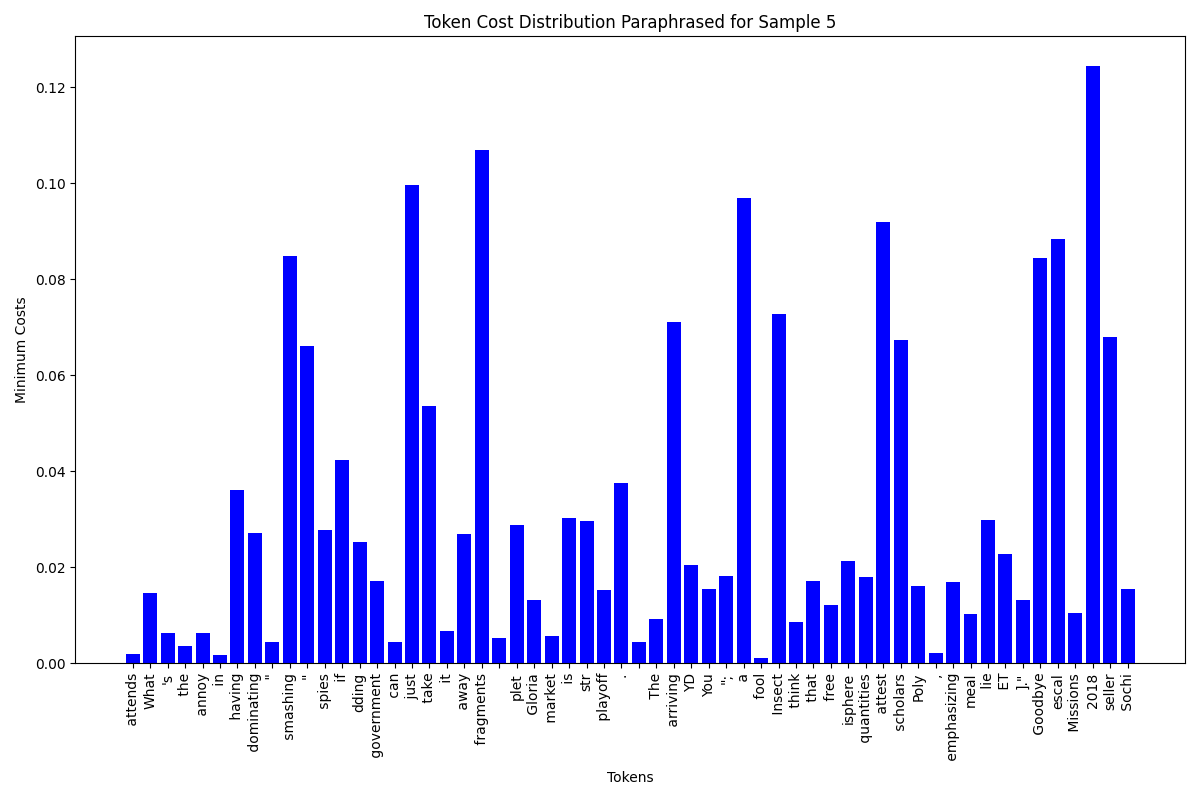 Token Cost Distribution Paraphrased for Sample 5
Minimum Costs
0.12
0.10
0.08
0.06
0.04
0.02
0.00
attends
What
's
the
annoy
in
having
dominating
"
smashing
"
spies
if
dding
government
can
just
take
it
away
fragments
plet
Gloria
market
is
str
playoff
.
The
arriving
YD
You
";
a
fool
Insect
think
that
free
isphere
quantities
attest
scholars
Poly
,
emphasizing
meal
lie
ET
]."
Goodbye
escal
Missions
2018
seller
Sochi
Tokens